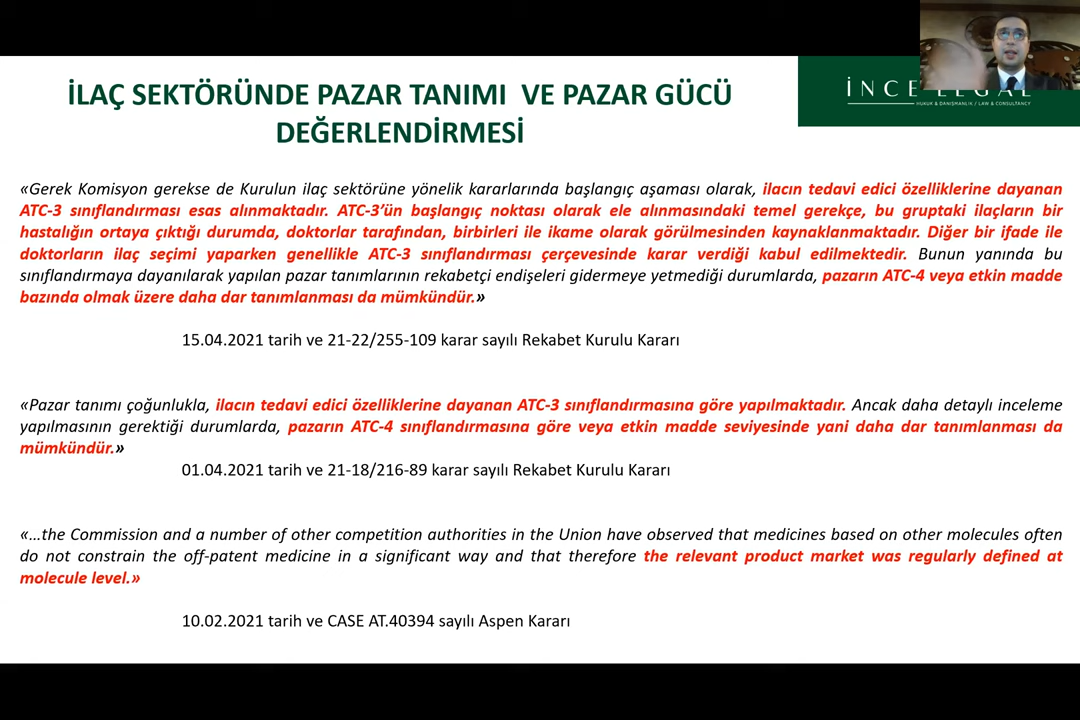 İLAÇ SEKTÖRÜNDE PAZAR TANIMI VE PAZAR GÜCÜ
DEĞERLENDİRMESİ
HUKUK & DANIŞMANLIK / LAW & CONSULTANCY
«Gerek Komisyon gerekse de Kurulun ilaç sektörüne yönelik kararlarında başlangıç aşaması olarak, ilacın tedavi edici özelliklerine dayanan
ATC-3 sınıflandırması esas alınmaktadır. ATC-3’ün başlangıç noktası olarak ele alınmasındaki temel gerekçe, bu gruptaki ilaçların bir
hastalığın ortaya çıktığı durumda, doktorlar tarafından, birbirleri ile ikame olarak görülmesinden kaynaklanmaktadır. Diğer bir ifade ile
doktorların ilaç seçimi yaparken genellikle ATC-3 sınıflandırması çerçevesinde karar verdiği kabul edilmektedir. Bunun yanında bu
sınıflandırmaya dayanılarak yapılan pazar tanımlarının rekabetçi endişeleri gidermeye yetmediği durumlarda, pazarın ATC-4 veya etkin madde
bazında olmak üzere daha dar tanımlanması da mümkündür.»
15.04.2021 tarih ve 21-22/255-109 karar sayılı Rekabet Kurulu Kararı
«Pazar tanımı çoğunlukla, ilacın tedavi edici özelliklerine dayanan ATC-3 sınıflandırmasına göre yapılmaktadır. Ancak daha detaylı inceleme
yapılmasının gerektiği durumlarda, pazarın ATC-4 sınıflandırmasına göre veya etkin madde seviyesinde yani daha dar tanımlanması da
mümkündür.»
01.04.2021 tarih ve 21-18/216-89 karar sayılı Rekabet Kurulu Kararı
«…the Commission and a number of other competition authorities in the Union have observed that medicines based on other molecules often
do not constrain the off-patent medicine in a significant way and that therefore the relevant product market was regularly defined at
molecule level.»
10.02.2021 tarih ve CASE AT.40394 sayılı Aspen Kararı